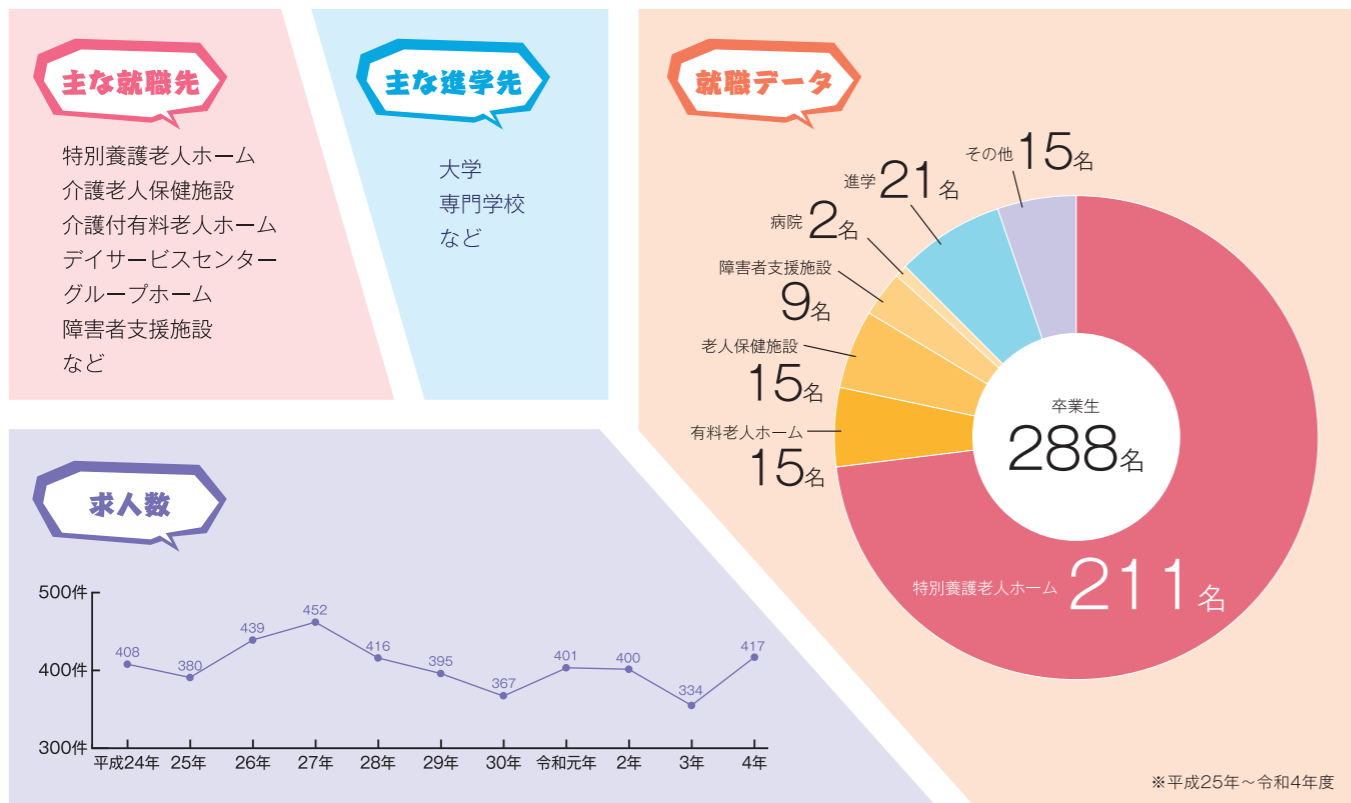 主な就職先
特別養護老人ホーム
介護老人保健施設
介護付有料老人ホーム
デイサービスセンター
グループホーム
障害者支援施設
など
主な進学先
大学
専門学校
など
就職データ
その他 15名
進学 21名
病院 2名
障害者支援施設
9名
老人保健施設
15名
有料老人ホーム
15名
卒業生
288名
特別養護老人ホーム 211名
※平成25年~令和4年度
求人数
500件
400件
300件
408
380
439
452
416
395
367
401
400
334
417
平成24年 25年 26年 27年 28年 29年 30年 令和元年 2年 3年 4年